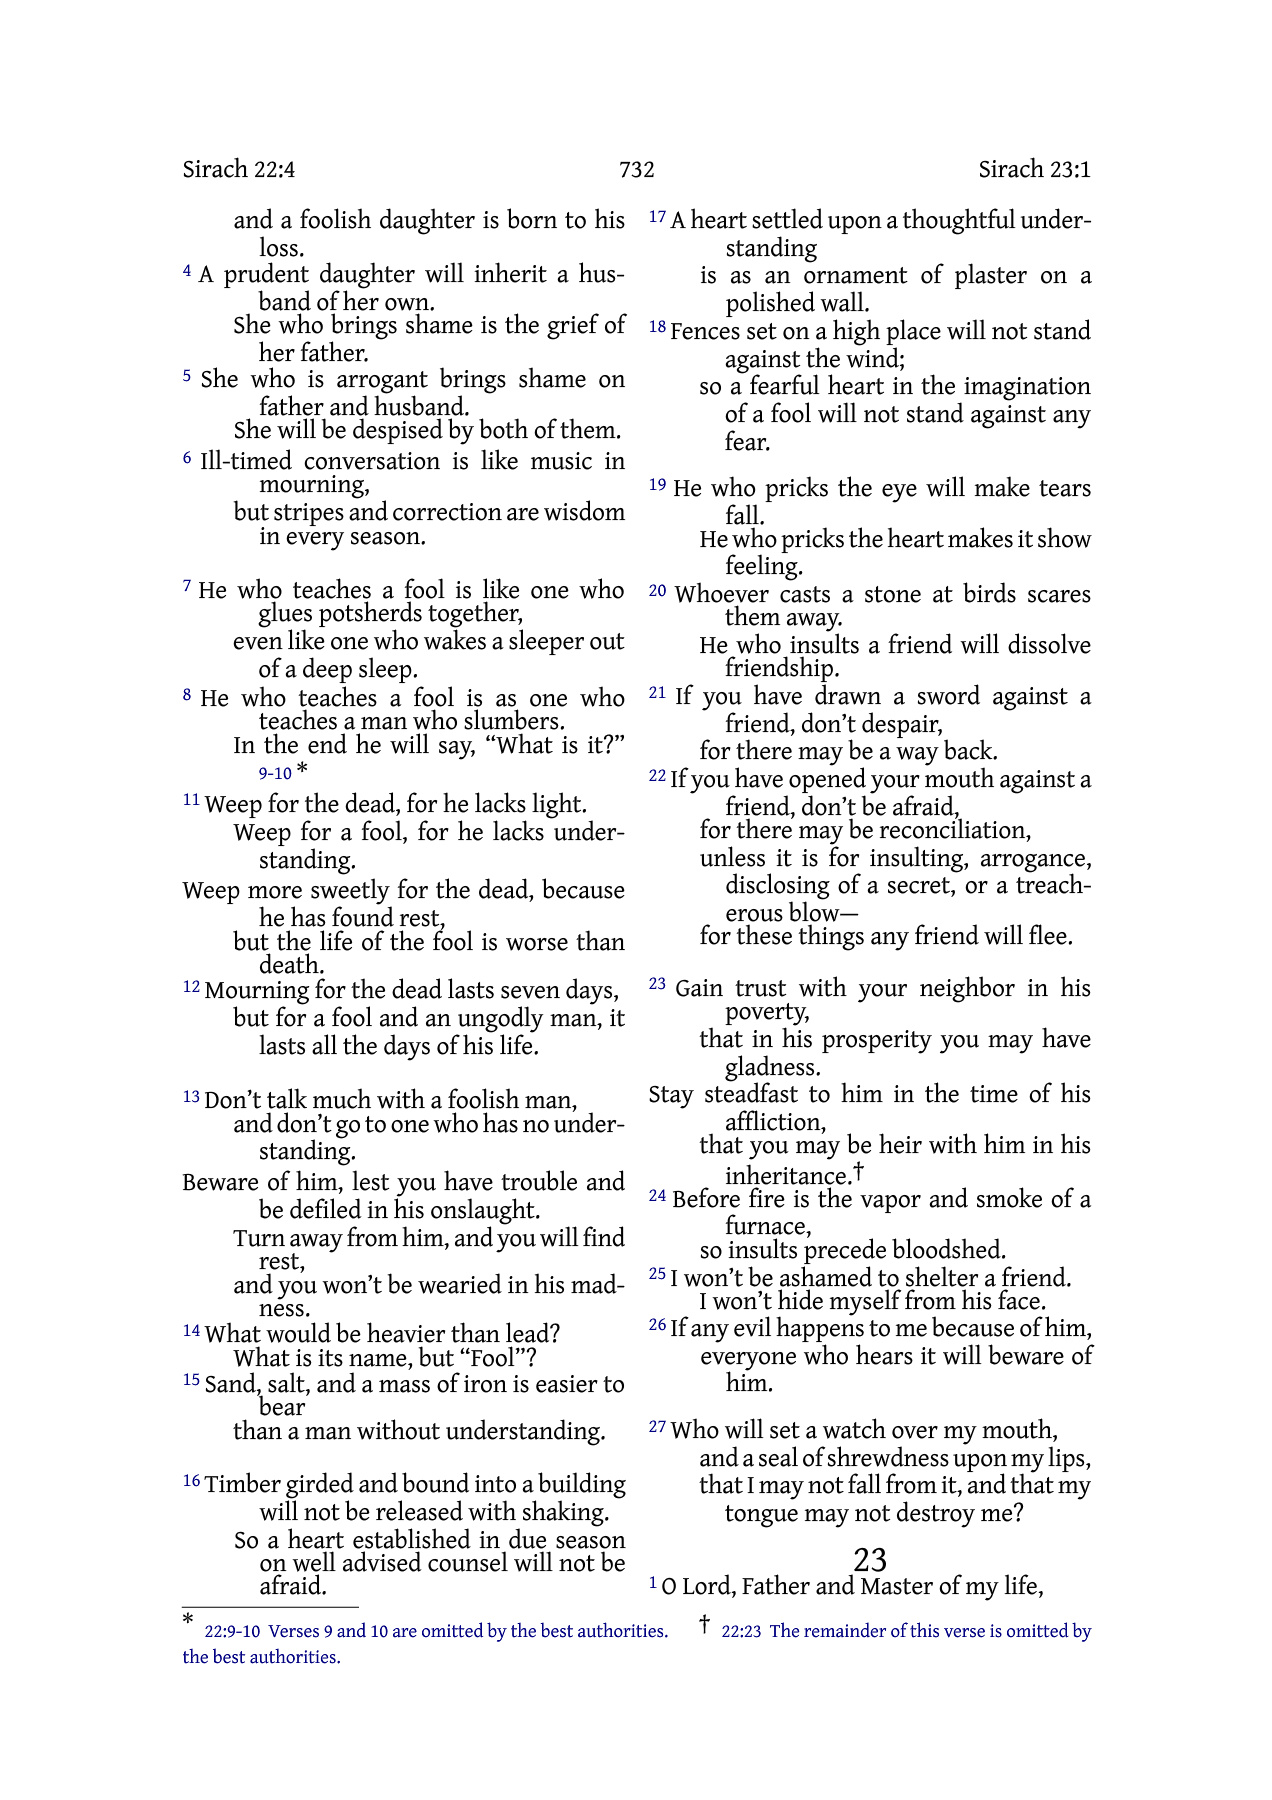 Sirach 22:4 732 Sirach 23:1
and a foolish daughter is born to his
loss.
4 A prudent daughter will inherit a hus-
band of her own.
She who brings shame is the grief of
her father.
5 She who is arrogant brings shame on
father and husband.
She will be despised by both of them.
6 Ill-timed conversation is like music in
mourning,
but stripes and correction are wisdom
in every season.
7 He who teaches a fool is like one who
glues potsherds together,
even like one who wakes a sleeper out
of a deep sleep.
8 He who teaches a fool is as one who
teaches a man who slumbers.
In the end he will say, “What is it?”
9-10 *
11 Weep for the dead, for he lacks light.
Weep for a fool, for he lacks under-
standing.
Weep more sweetly for the dead, because
he has found rest,
but the life of the fool is worse than
death.
12 Mourning for the dead lasts seven days,
but for a fool and an ungodly man, it
lasts all the days of his life.
13 Don’t talk much with a foolish man,
and don’t go to one who has no under-
standing.
Beware of him, lest you have trouble and
be defiled in his onslaught.
Turn away from him, and you will find
rest,
and you won’t be wearied in his mad-
ness.
14 What would be heavier than lead?
What is its name, but “Fool”?
15 Sand, salt, and a mass of iron is easier to
bear
than a man without understanding.
16 Timber girded and bound into a building
will not be released with shaking.
So a heart established in due season
on well advised counsel will not be
afraid.
17 A heart settled upon a thoughtful under-
standing
is as an ornament of plaster on a
polished wall.
18 Fences set on a high place will not stand
against the wind;
so a fearful heart in the imagination
of a fool will not stand against any
fear.
19 He who pricks the eye will make tears
fall.
He who pricks the heart makes it show
feeling.
20 Whoever casts a stone at birds scares
them away.
He who insults a friend will dissolve
friendship.
21 If you have drawn a sword against a
friend, don’t despair,
for there may be a way back.
22 If you have opened your mouth against a
friend, don’t be afraid,
for there may be reconciliation,
unless it is for insulting, arrogance,
disclosing of a secret, or a treach-
erous blow—
for these things any friend will flee.
23 Gain trust with your neighbor in his
poverty,
that in his prosperity you may have
gladness.
Stay steadfast to him in the time of his
affliction,
that you may be heir with him in his
inheritance.†
24 Before fire is the vapor and smoke of a
furnace,
so insults precede bloodshed.
25 I won’t be ashamed to shelter a friend.
I won’t hide myself from his face.
26 If any evil happens to me because of him,
everyone who hears it will beware of
him.
27 Who will set a watch over my mouth,
and a seal of shrewdness upon my lips,
that I may not fall from it, and that my
tongue may not destroy me?
23
1 O Lord, Father and Master of my life,
* 22:9-10 Verses 9 and 10 are omitted by the best authorities. † 22:23 The remainder of this verse is omitted by
the best authorities.